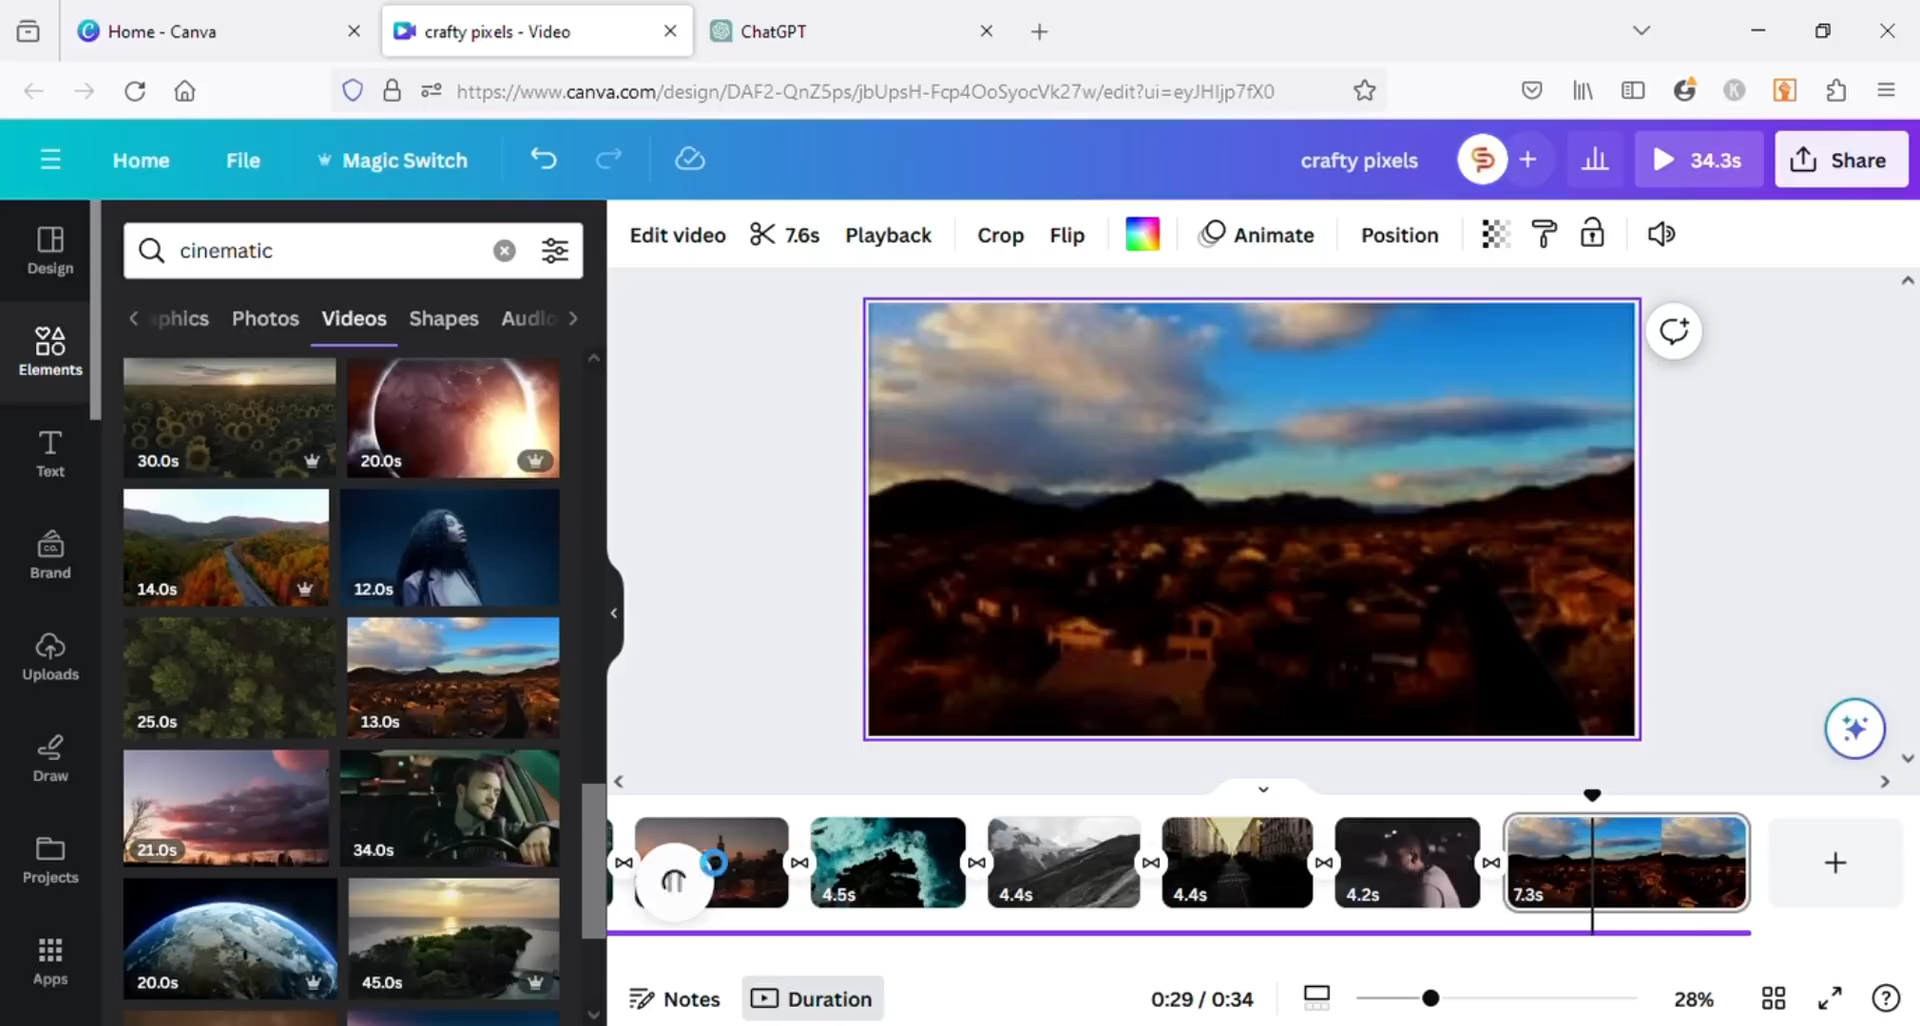 Home - Canva
crafty pixels - Video
ChatGPT
https://www.canva.com/design/DAF2-QnZ5ps/jbUpsH-Fcp4OoSyocVk27w/edit?ui=eyJHIjp7fX0
Home
File
Magic Switch
crafty pixels
34.3s
Share
Design
Elements
Text
Brand
CO.
Uploads
Draw
Projects
Apps
cinematic
aphics
Photos
Videos
Shapes
Audio
30.0s
20.0s
14.0s
12.0s
25.0s
13.0s
21.0s
34.0s
20.0s
45.0s
Edit video
7.6s
Playback
Crop
Flip
Animate
Position
4.5s
4.4s
4.4s
4.2s
7.3s
Notes
Duration
0:29 / 0:34
28%